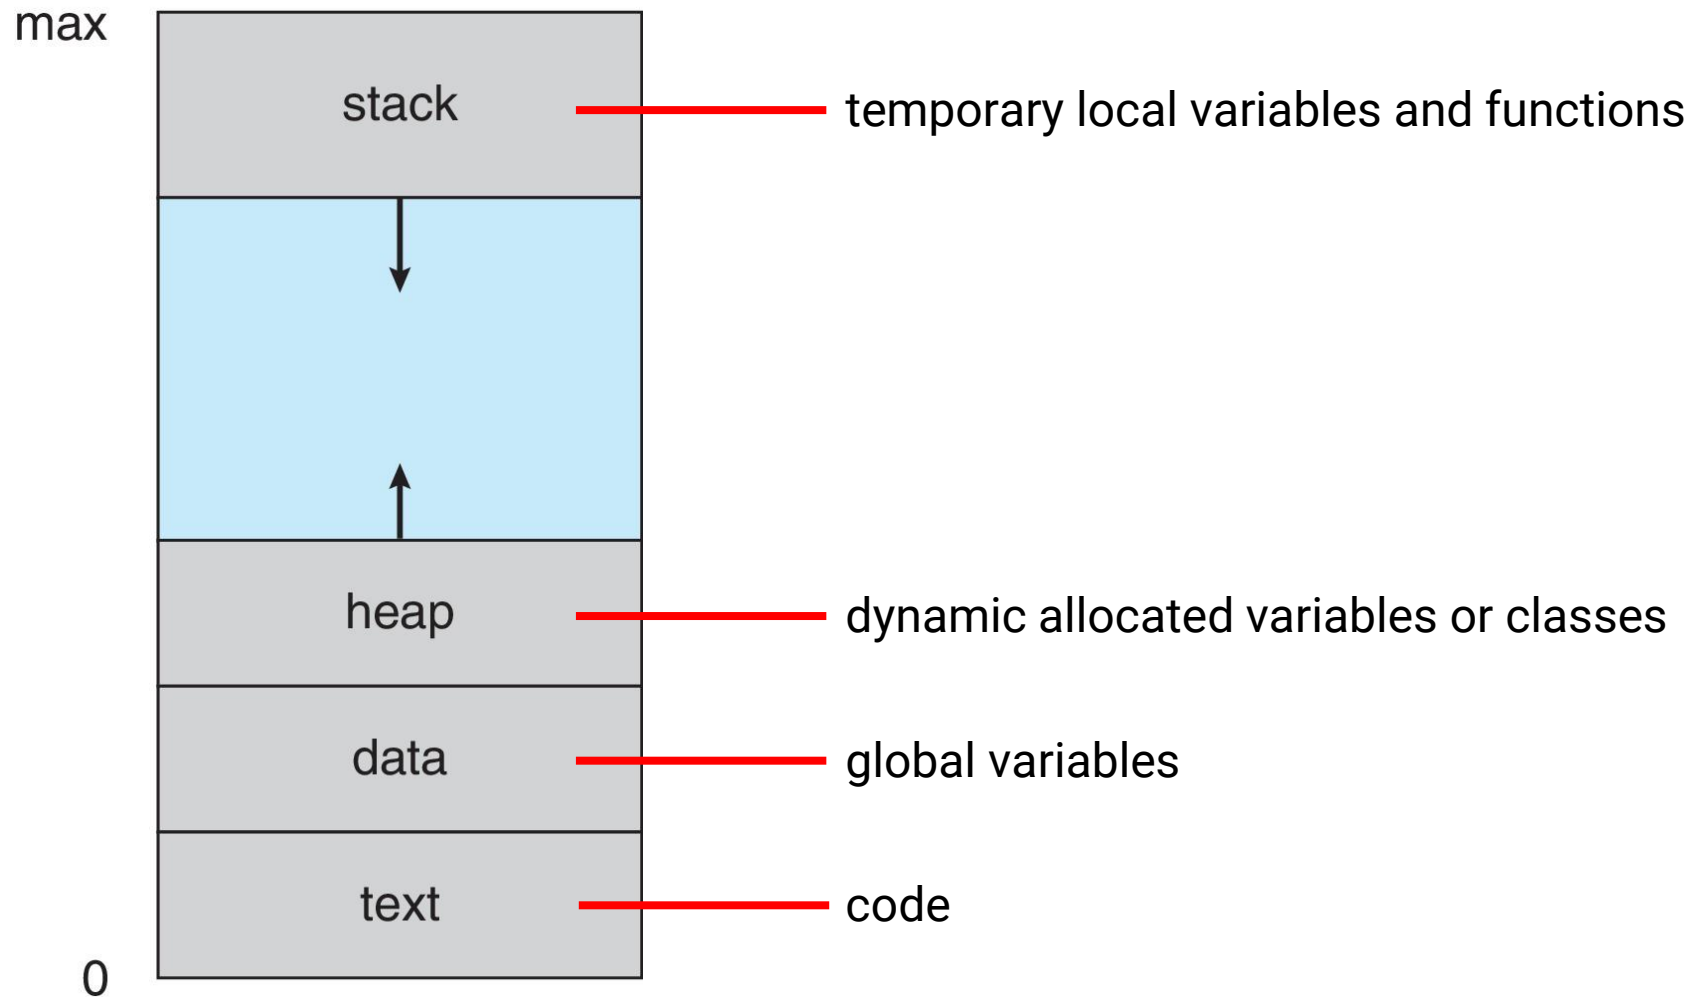 max
stack
temporary local variables and functions
heap
dynamic allocated variables or classes
data
global variables
text
code
0